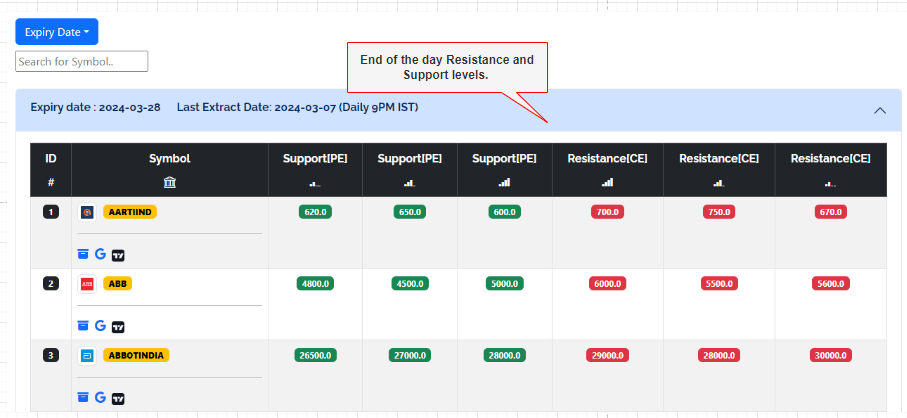 Expiry Date
Search for Symbol..
End of the day Resistance and
Support levels.
Expiry date : 2024-03-28 Last Extract Date: 2024-03-07 (Daily 9PM IST)
ID Symbol Support[PE] Support[PE] Support[PE] Resistance[CE] Resistance[CE] Resistance[CE]
#
1 AARTIIND 620.0 650.0 600.0 700.0 750.0 670.0
G
2 ABB ABB 4800.0 4500.0 5000.0 6000.0 5500.0 5600.0
G
3 ABBOTINDIA 26500.0 27000.0 28000.0 29000.0 28000.0 30000.0
G